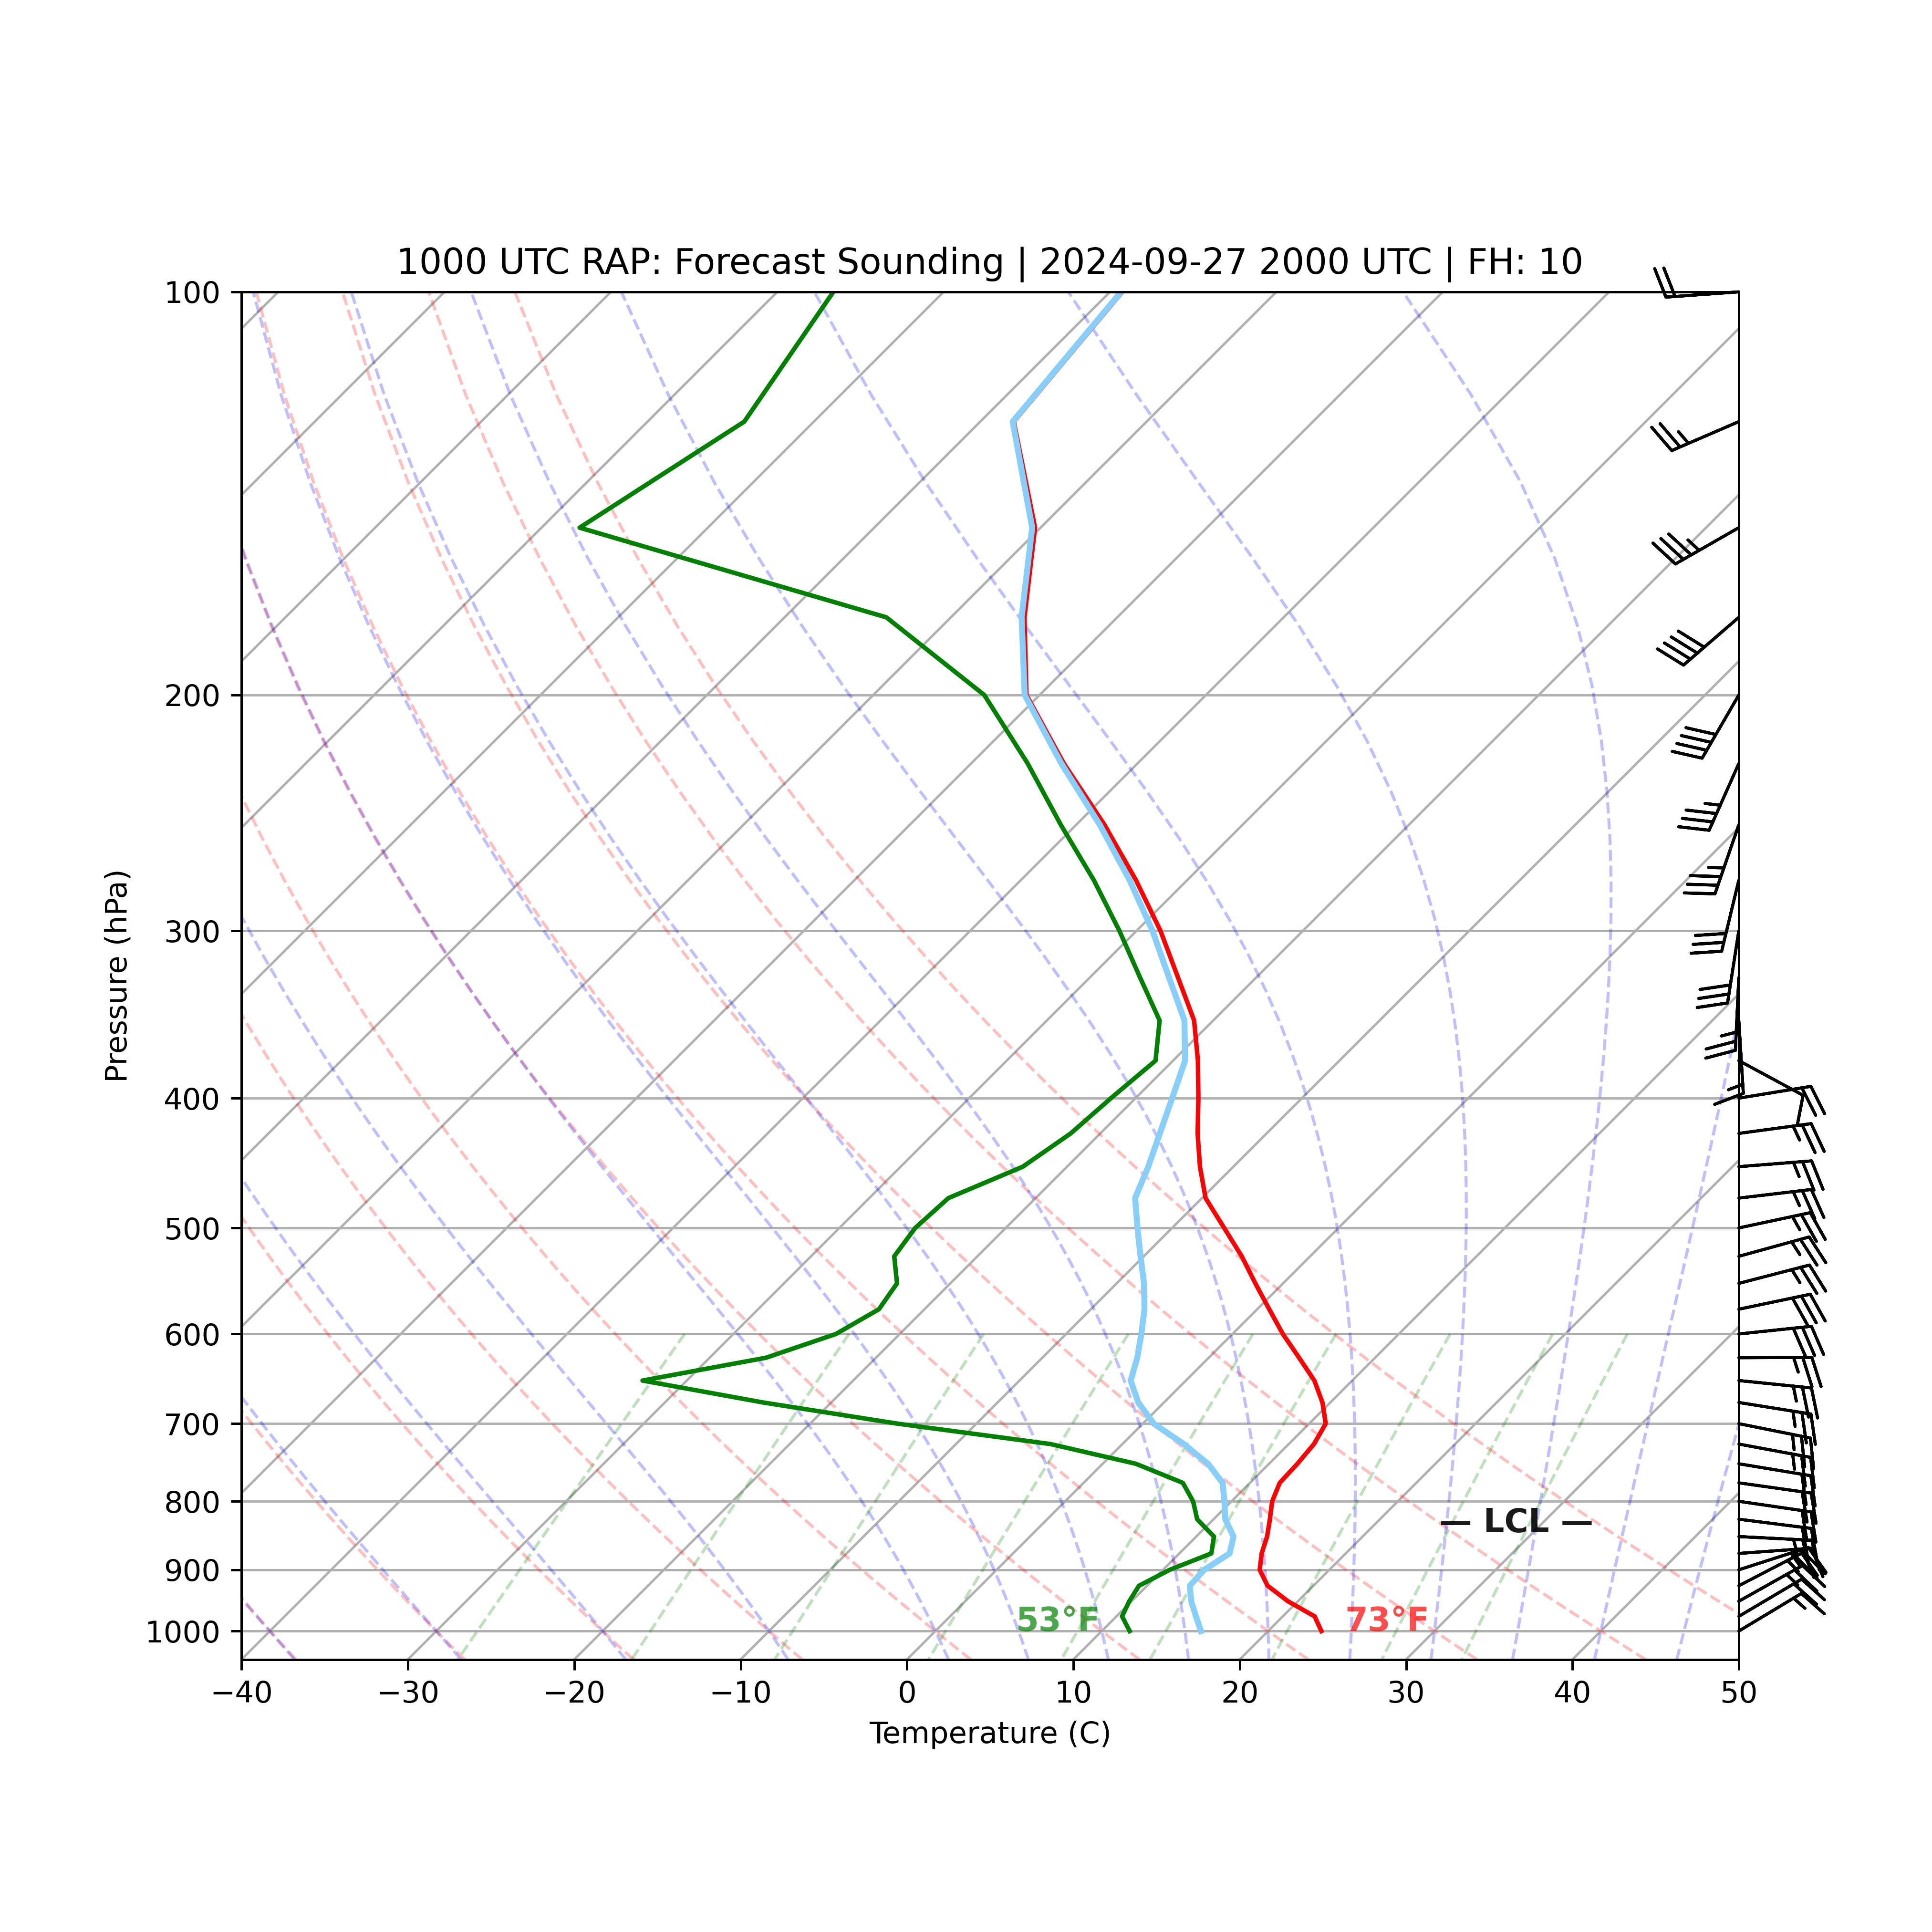 1000 UTC RAP: Forecast Sounding | 2024-09-27 2000 UTC | FH: 10
100
200
300
400
500
600
700
800
900
1000
Pressure (hPa)
— LCL —
53°F
73°F
−40 −30 −20 −10 0 10 20 30 40 50
Temperature (C)